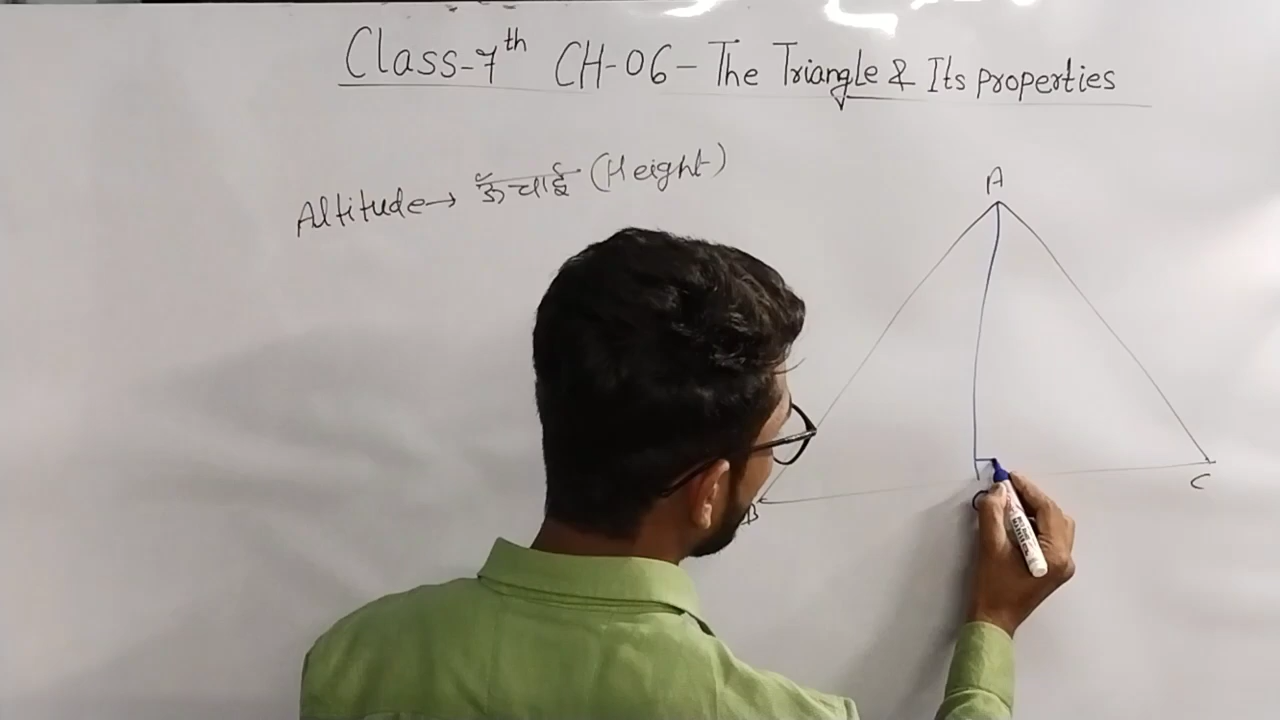 Class-7th CH-06- The Triangle & Its properties
Altitude→ ऊँचाई (Height)
A
B
C